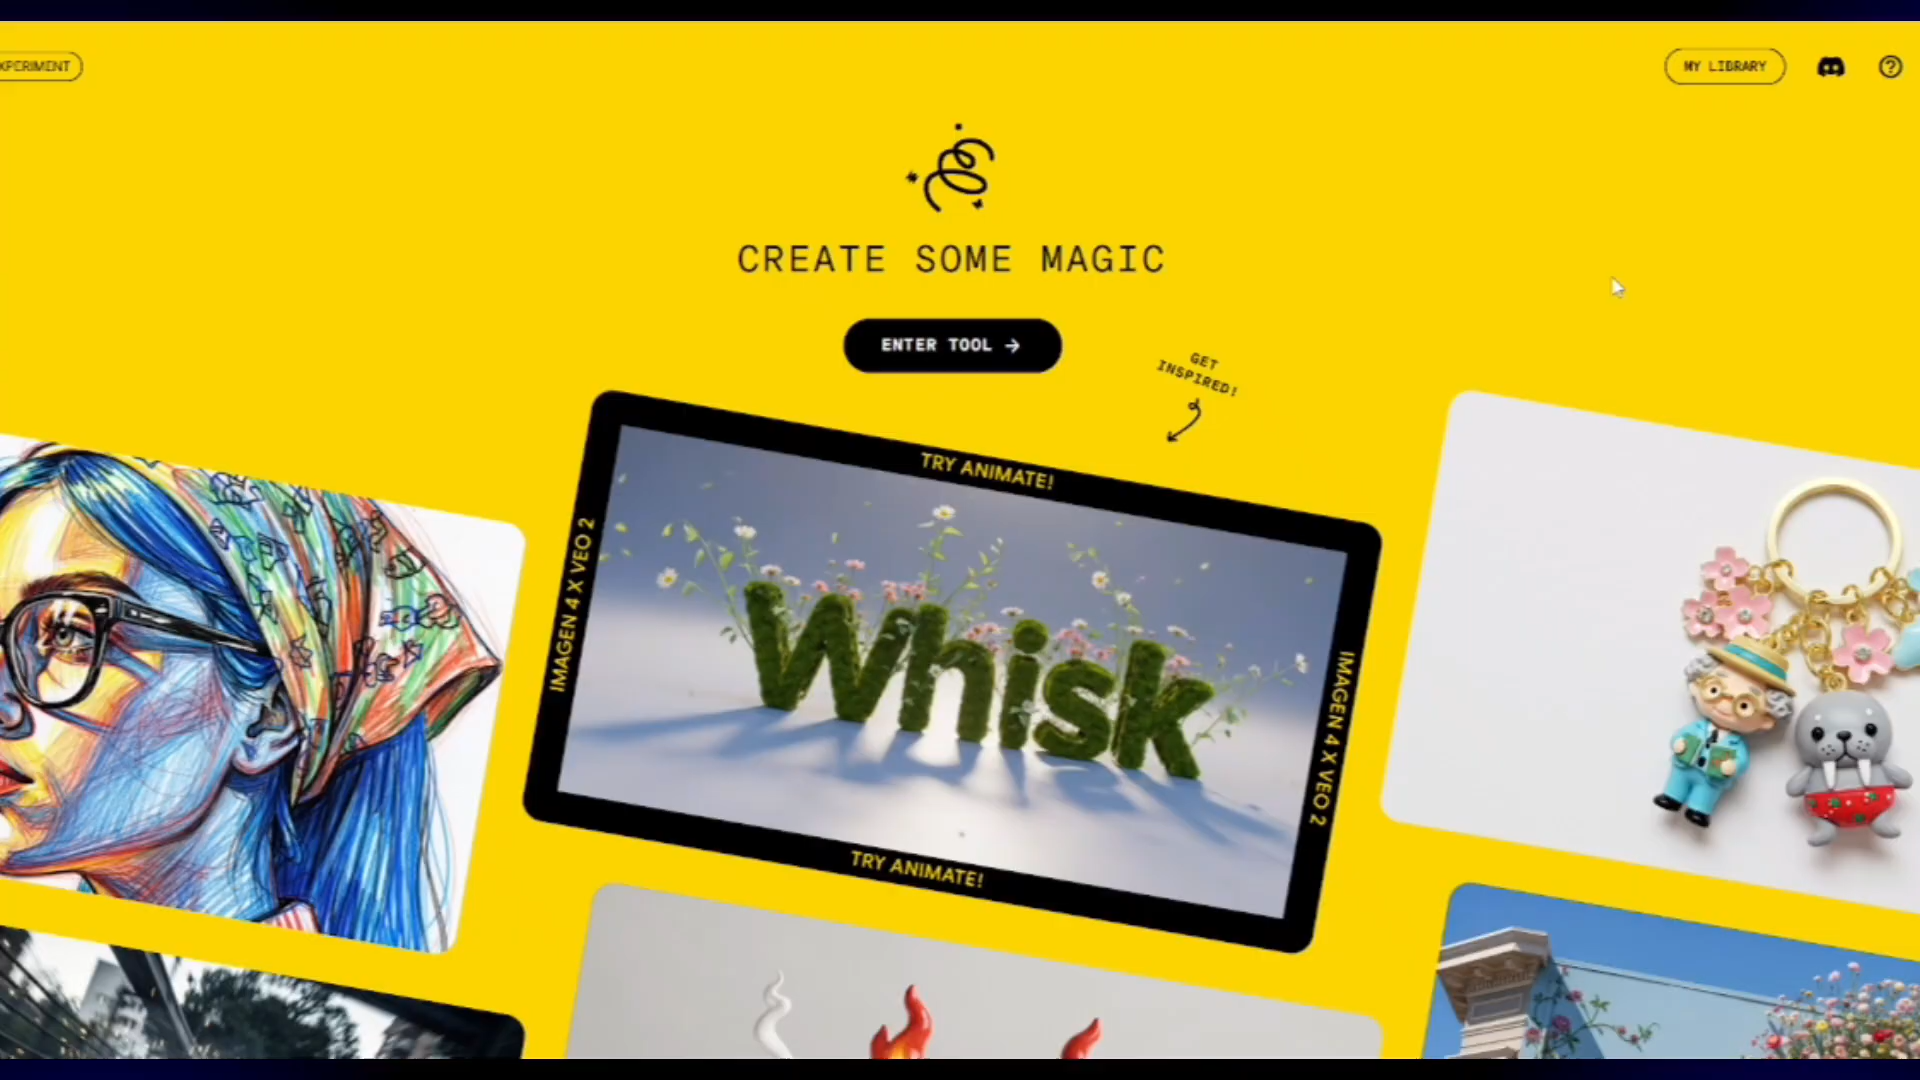 XPERIMENT
MY LIBRARY
CREATE SOME MAGIC
ENTER TOOL →
GET
INSPIRED!
TRY ANIMATE!
IMAGEN 4 X VEO 2
Whisk
IMAGEN 4 X VEO 2
TRY ANIMATE!